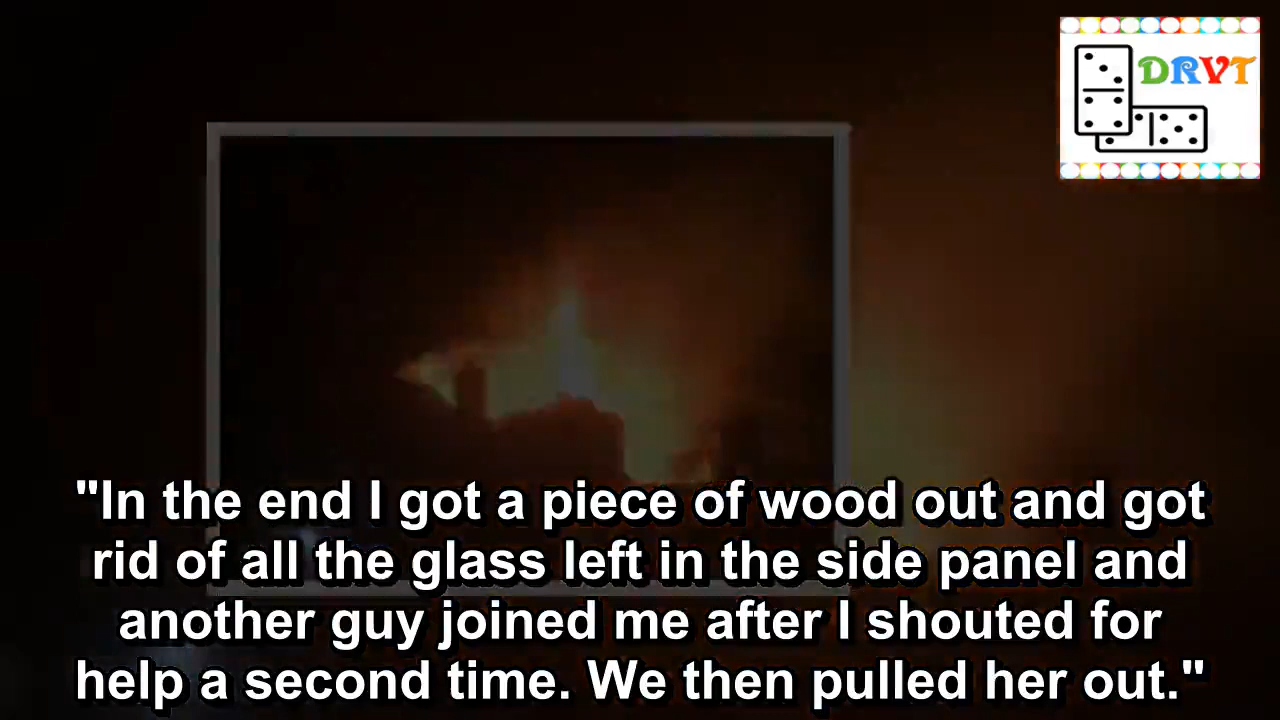 DRVT
"In the end I got a piece of wood out and got
rid of all the glass left in the side panel and
another guy joined me after I shouted for
help a second time. We then pulled her out."